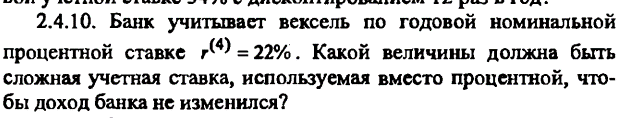 вой учетной ставке 34% с дисконтированием 12 раз в год.
2.4.10. Банк учитывает вексель по годовой номинальной
процентной ставке r⁽⁴⁾ = 22%. Какой величины должна быть
сложная учетная ставка, используемая вместо процентной, что-
бы доход банка не изменился?